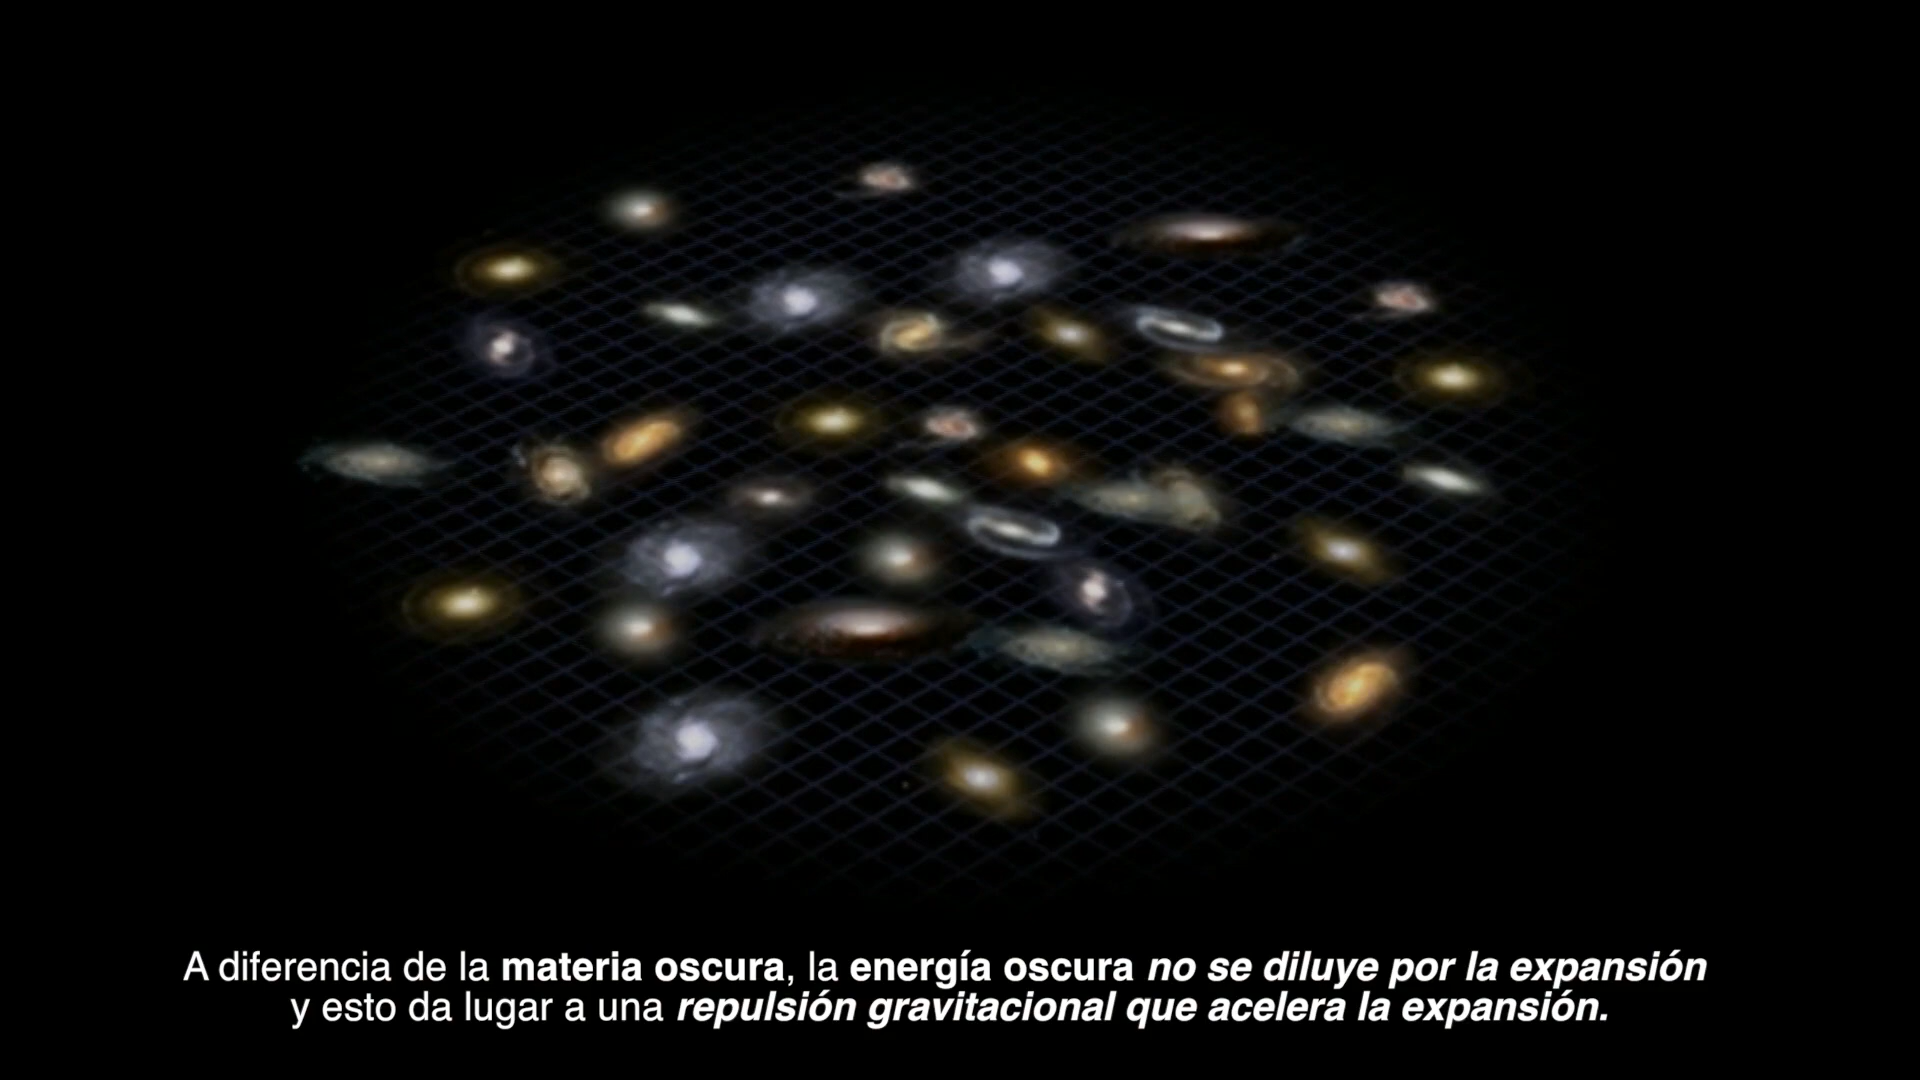 A diferencia de la materia oscura, la energía oscura no se diluye por la expansión
y esto da lugar a una repulsión gravitacional que acelera la expansión.